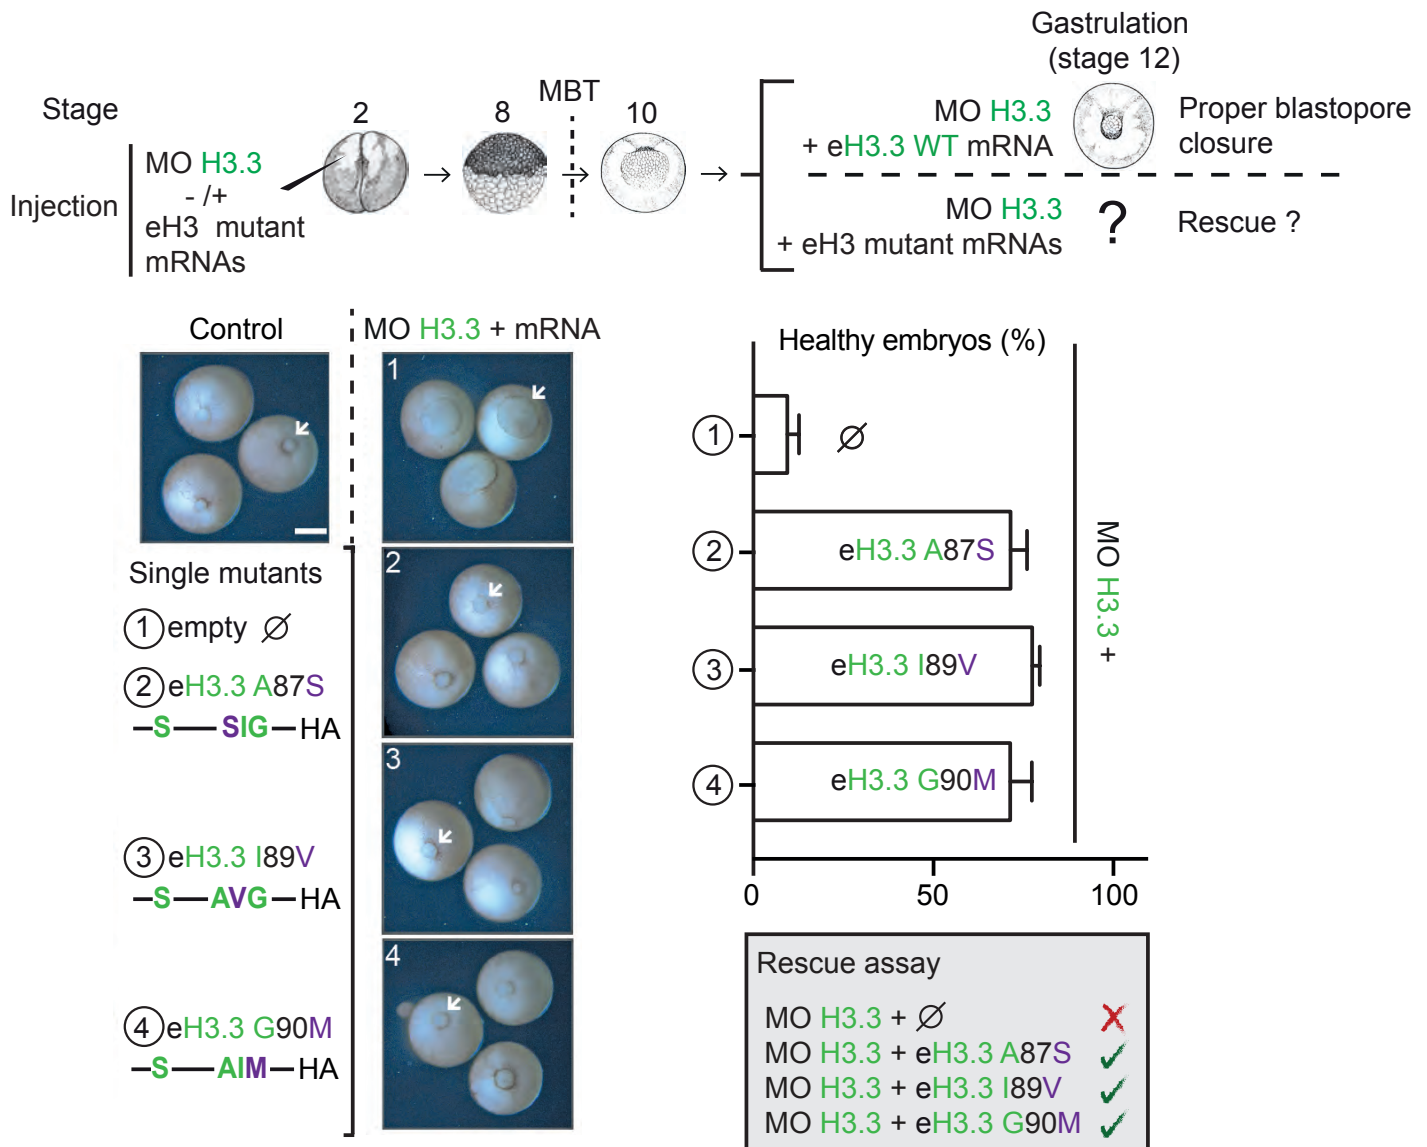 Gastrulation
(stage 12)
Stage
2
8
MBT
10
Injection
MO H3.3
- /+
eH3 mutant
mRNAs
MO H3.3
+ eH3.3 WT mRNA
Proper blastopore
closure
MO H3.3
+ eH3 mutant mRNAs
?
Rescue ?
Control
MO H3.3 + mRNA
1
2
3
4
Single mutants
1 empty ∅
2 eH3.3 A87S
S SIG HA
3 eH3.3 I89V
S AVG HA
4 eH3.3 G90M
S AIM HA
Healthy embryos (%)
1 ∅
2 eH3.3 A87S
3 eH3.3 I89V
4 eH3.3 G90M
MO H3.3 +
0 50 100
Rescue assay
MO H3.3 + ∅ ✗
MO H3.3 + eH3.3 A87S ✓
MO H3.3 + eH3.3 I89V ✓
MO H3.3 + eH3.3 G90M ✓